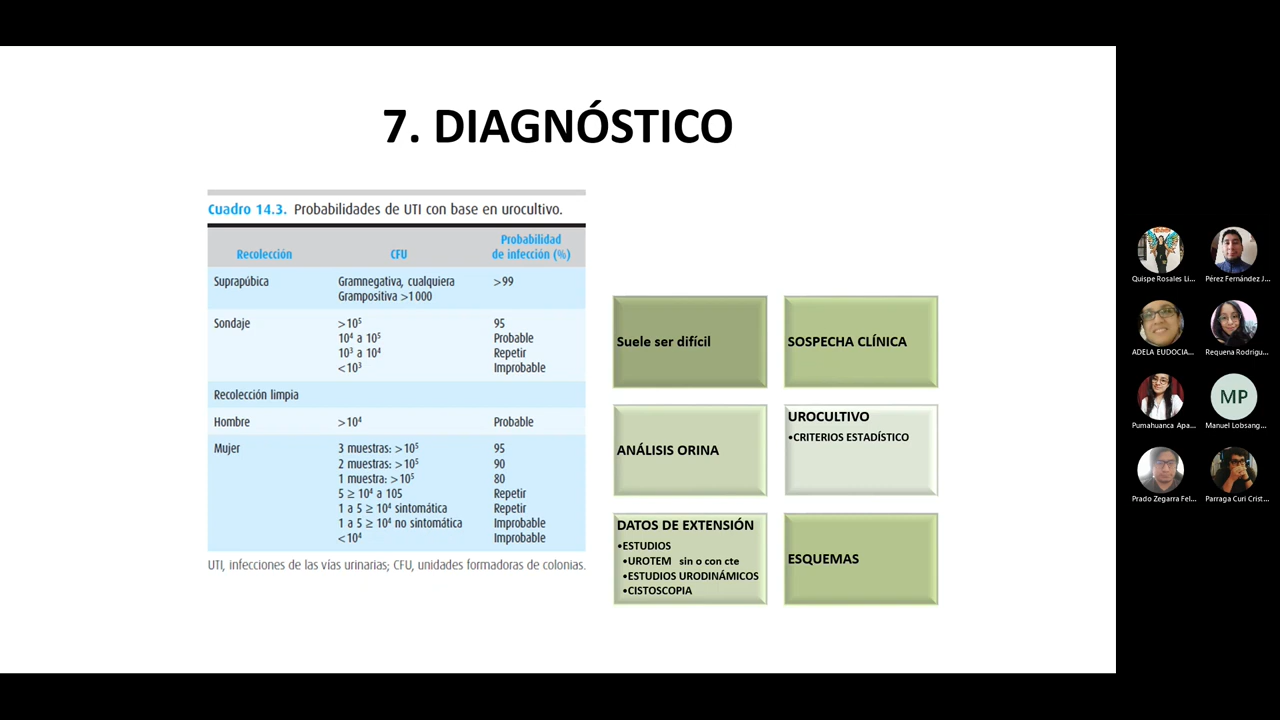 7. DIAGNÓSTICO
Cuadro 14.3. Probabilidades de UTI con base en urocultivo.
Recolección CFU Probabilidad de infección (%)
Suprapúbica Gramnegativa, cualquiera >99
Grampositiva >1 000
Sondaje >10⁵ 95
10⁴ a 10⁵ Probable
10³ a 10⁴ Repetir
<10³ Improbable
Recolección limpia
Hombre >10⁴ Probable
Mujer 3 muestras: >10⁵ 95
2 muestras: >10⁵ 90
1 muestra: >10⁵ 80
5 ≥ 10⁴ a 105 Repetir
1 a 5 ≥ 10⁴ sintomática Repetir
1 a 5 ≥ 10⁴ no sintomática Improbable
<10⁴ Improbable
UTI, infecciones de las vías urinarias; CFU, unidades formadoras de colonias.
Suele ser difícil
SOSPECHA CLÍNICA
ANÁLISIS ORINA
UROCULTIVO
•CRITERIOS ESTADÍSTICO
DATOS DE EXTENSIÓN
•ESTUDIOS
•UROTEM sin o con cte
•ESTUDIOS URODINÁMICOS
•CISTOSCOPIA
ESQUEMAS
Quispe Rosales Li...
Pérez Fernández J...
ADELA EUDOCIA...
Requena Rodrigu...
Pumahuanca Apa...
MP
Manuel Lobsang...
Prado Zegarra Fel...
Parraga Curi Crist...